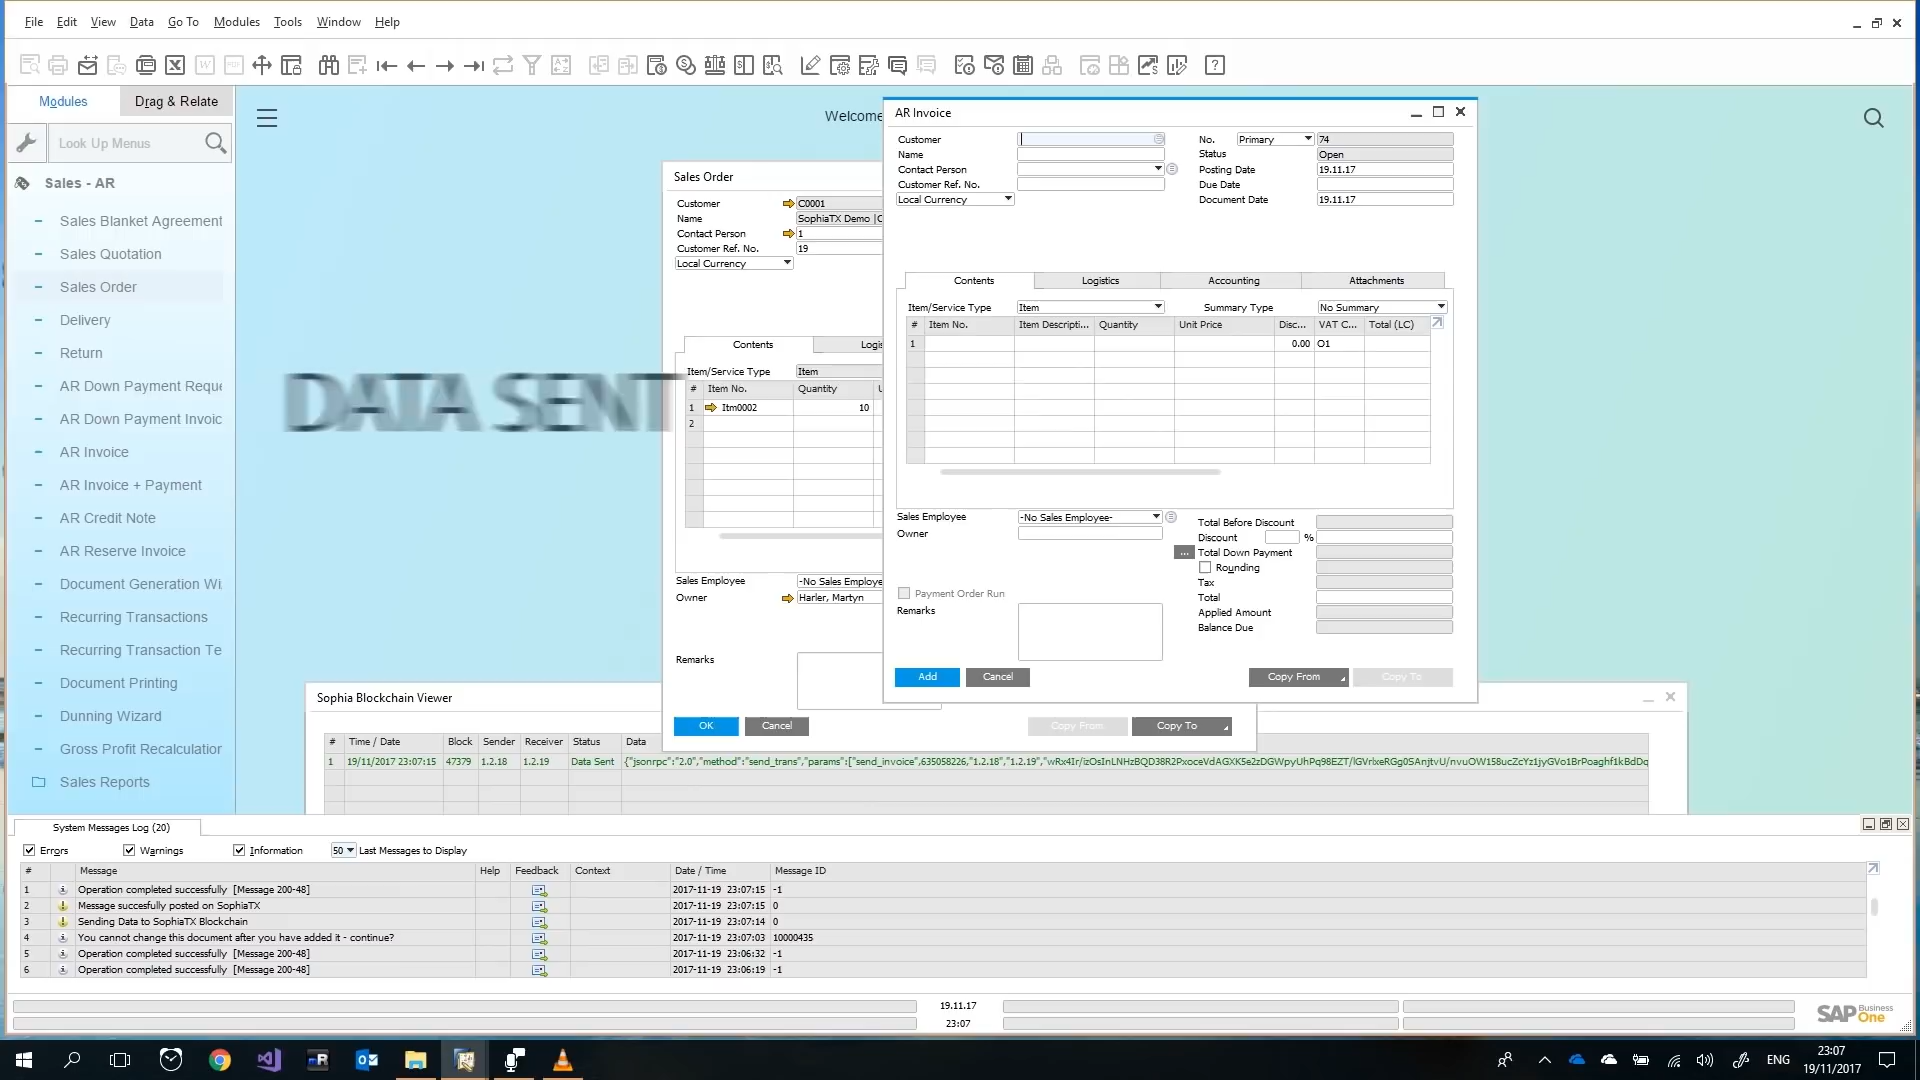 File Edit View Data Go To Modules Tools Window Help
Modules Drag & Relate
Look Up Menus
Sales - AR
Sales Blanket Agreement
Sales Quotation
Sales Order
Delivery
Return
AR Down Payment Reque
AR Down Payment Invoic
AR Invoice
AR Invoice + Payment
AR Credit Note
AR Reserve Invoice
Document Generation Wi
Recurring Transactions
Recurring Transaction Te
Document Printing
Dunning Wizard
Gross Profit Recalculation
Sales Reports
Welcome
DATA SENT
Sales Order
Customer C0001
Name SophiaTX Demo |C
Contact Person 1
Customer Ref. No. 19
Local Currency
Contents Logis
Item/Service Type Item
# Item No. Quantity U
1 Itm0002 10
2
Sales Employee -No Sales Employe
Owner Harler, Martyn
Remarks
OK Cancel Copy From Copy To
AR Invoice
Customer
Name
Contact Person
Customer Ref. No.
Local Currency
No. Primary 74
Status Open
Posting Date 19.11.17
Due Date
Document Date 19.11.17
Contents Logistics Accounting Attachments
Item/Service Type Item Summary Type No Summary
# Item No. Item Descripti... Quantity Unit Price Disc... VAT C... Total (LC)
1 0.00 O1
Sales Employee -No Sales Employee-
Owner
Payment Order Run
Remarks
Total Before Discount
Discount %
... Total Down Payment
Rounding
Tax
Total
Applied Amount
Balance Due
Add Cancel Copy From Copy To
Sophia Blockchain Viewer
# Time / Date Block Sender Receiver Status Data
1 19/11/2017 23:07:15 47379 1.2.18 1.2.19 Data Sent {"jsonrpc":"2.0","method":"send_trans","params":["send_invoice",635058226,"1.2.18","1.2.19",
System Messages Log (20)
Errors Warnings Information 50 Last Messages to Display
# Message Help Feedback Context Date / Time Message ID
1 Operation completed successfully [Message 200-48] 2017-11-19 23:07:15 -1
2 Message succesfully posted on SophiaTX 2017-11-19 23:07:15 0
3 Sending Data to SophiaTX Blockchain 2017-11-19 23:07:14 0
4 You cannot change this document after you have added it - continue? 2017-11-19 23:07:03 10000435
5 Operation completed successfully [Message 200-48] 2017-11-19 23:06:32 -1
6 Operation completed successfully [Message 200-48] 2017-11-19 23:06:19 -1
19.11.17
23:07
SAP Business One
ENG
23:07
19/11/2017